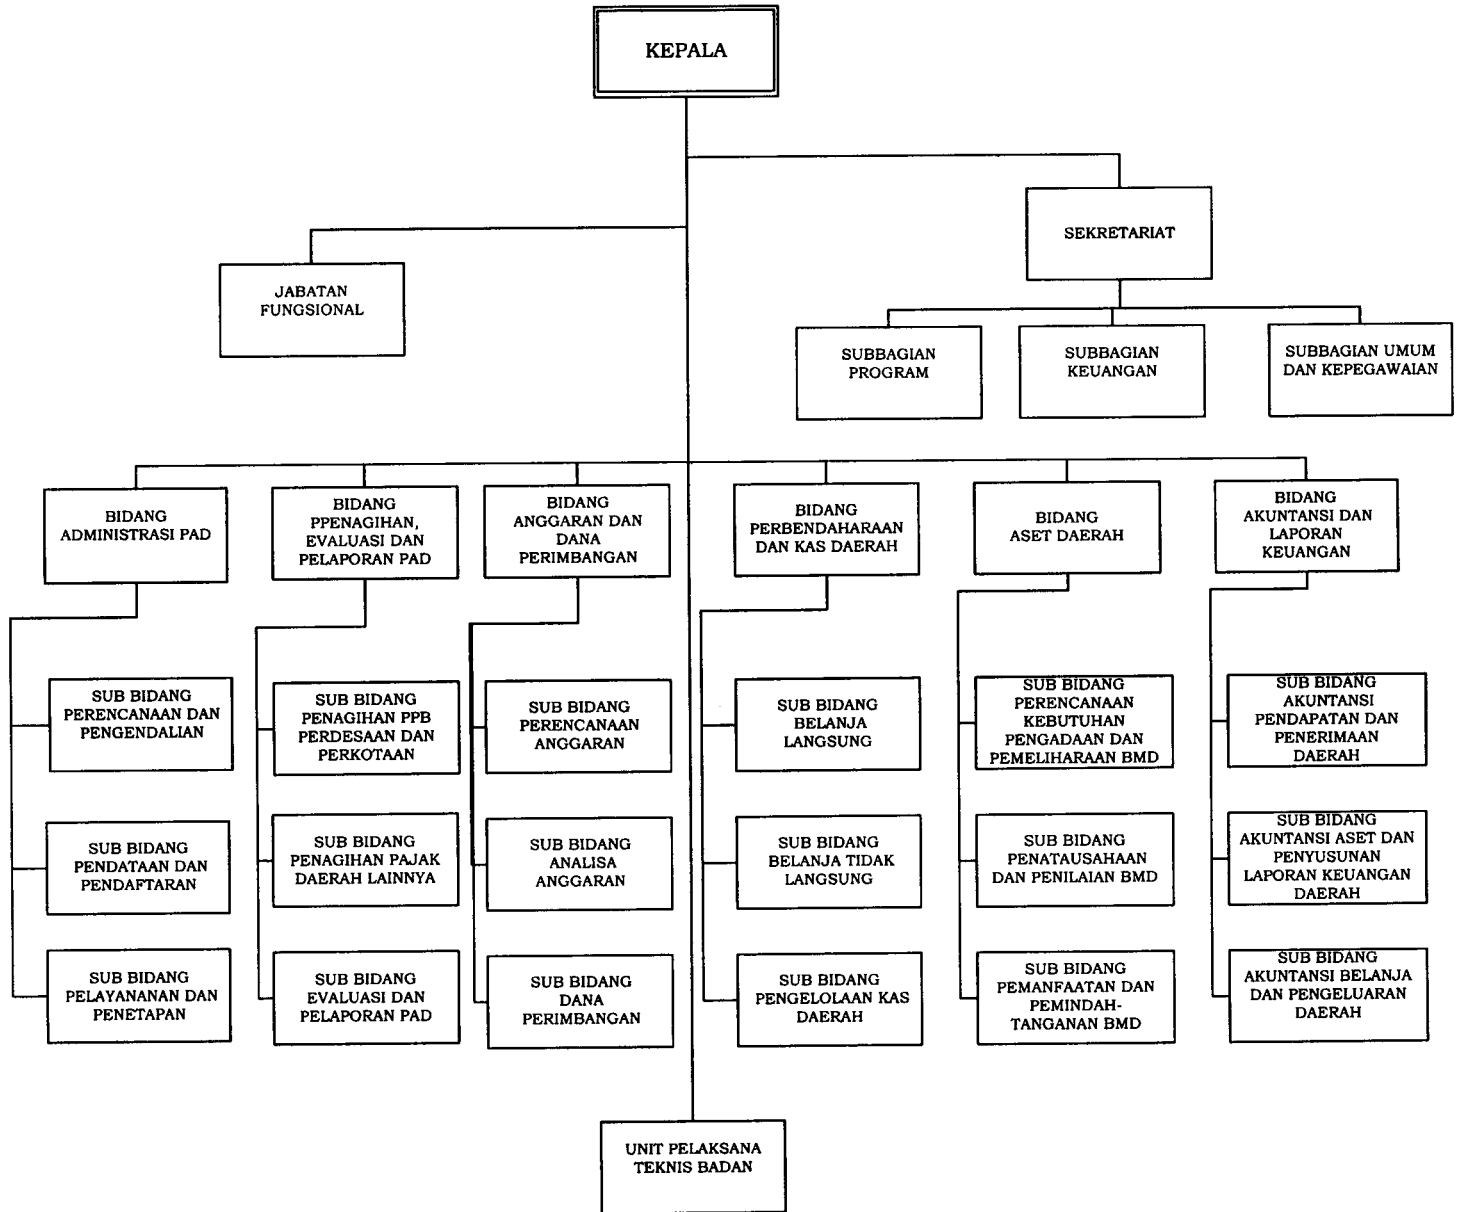 KEPALA
SEKRETARIAT
JABATAN
FUNGSIONAL
SUBBAGIAN
PROGRAM
SUBBAGIAN
KEUANGAN
SUBBAGIAN UMUM
DAN KEPEGAWAIAN
BIDANG
ADMINISTRASI PAD
BIDANG
PPENAGIHAN,
EVALUASI DAN
PELAPORAN PAD
BIDANG
ANGGARAN DAN
DANA
PERIMBANGAN
BIDANG
PERBENDAHARAAN
DAN KAS DAERAH
BIDANG
ASET DAERAH
BIDANG
AKUNTANSI DAN
LAPORAN
KEUANGAN
SUB BIDANG
PERENCANAAN DAN
PENGENDALIAN
SUB BIDANG
PENAGIHAN PPB
PERDESAAN DAN
PERKOTAAN
SUB BIDANG
PERENCANAAN
ANGGARAN
SUB BIDANG
BELANJA
LANGSUNG
SUB BIDANG
PERENCANAAN
KEBUTUHAN
PENGADAAN DAN
PEMELIHARAAN BMD
SUB BIDANG
AKUNTANSI
PENDAPATAN DAN
PENERIMAAN
DAERAH
SUB BIDANG
PENDATAAN DAN
PENDAFTARAN
SUB BIDANG
PENAGIHAN PAJAK
DAERAH LAINNYA
SUB BIDANG
ANALISA
ANGGARAN
SUB BIDANG
BELANJA TIDAK
LANGSUNG
SUB BIDANG
PENATAUSAHAAN
DAN PENILAIAN BMD
SUB BIDANG
AKUNTANSI ASET DAN
PENYUSUNAN
LAPORAN KEUANGAN
DAERAH
SUB BIDANG
PELAYANANAN DAN
PENETAPAN
SUB BIDANG
EVALUASI DAN
PELAPORAN PAD
SUB BIDANG
DANA
PERIMBANGAN
SUB BIDANG
PENGELOLAAN KAS
DAERAH
SUB BIDANG
PEMANFAATAN DAN
PEMINDAH-
TANGANAN BMD
SUB BIDANG
AKUNTANSI BELANJA
DAN PENGELUARAN
DAERAH
UNIT PELAKSANA
TEKNIS BADAN